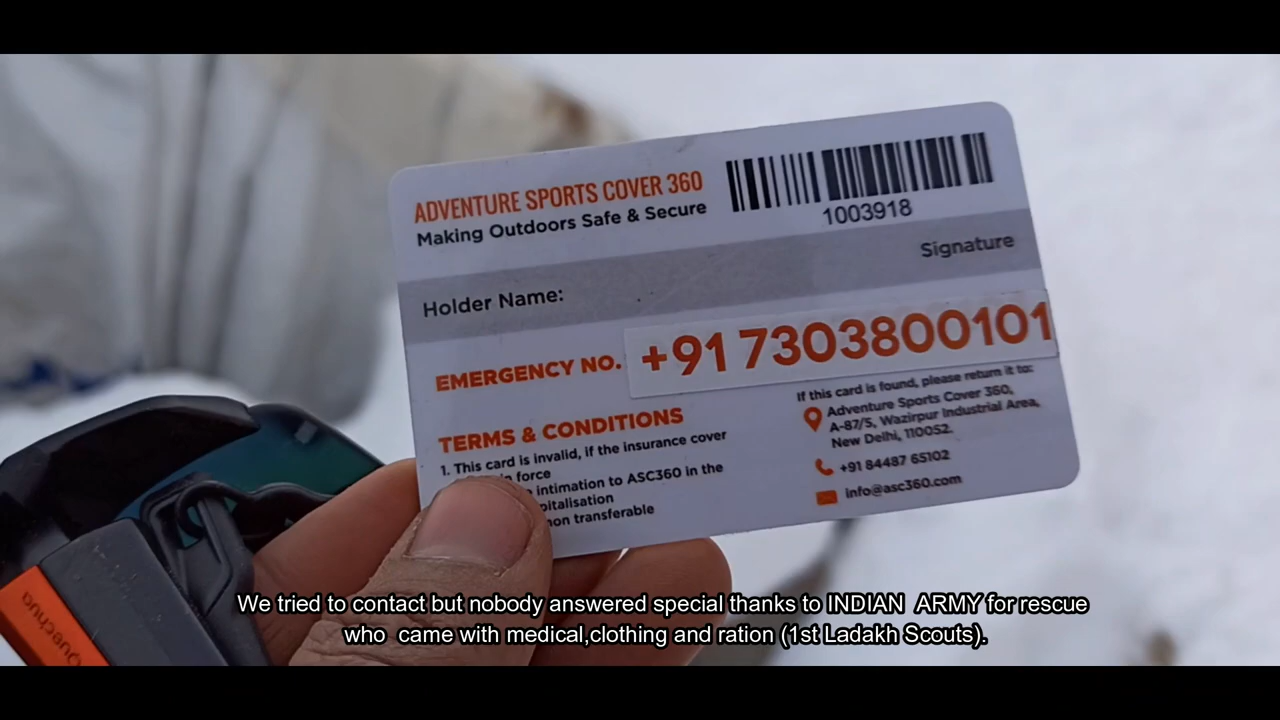 ADVENTURE SPORTS COVER 360
Making Outdoors Safe & Secure
1003918
Signature
Holder Name:
EMERGENCY NO. +91 7303800101
TERMS & CONDITIONS
1. This card is invalid, if the insurance cover
force
intimation to ASC360 in the
non transferable
If this card is found, please return it to:
Adventure Sports Cover 360,
A-87/5, Wazirpur Industrial Area,
New Delhi, 110052.
+91 84487 65102
info@asc360.com
Quechua
We tried to contact but nobody answered special thanks to INDIAN ARMY for rescue
who came with medical,clothing and ration (1st Ladakh Scouts).